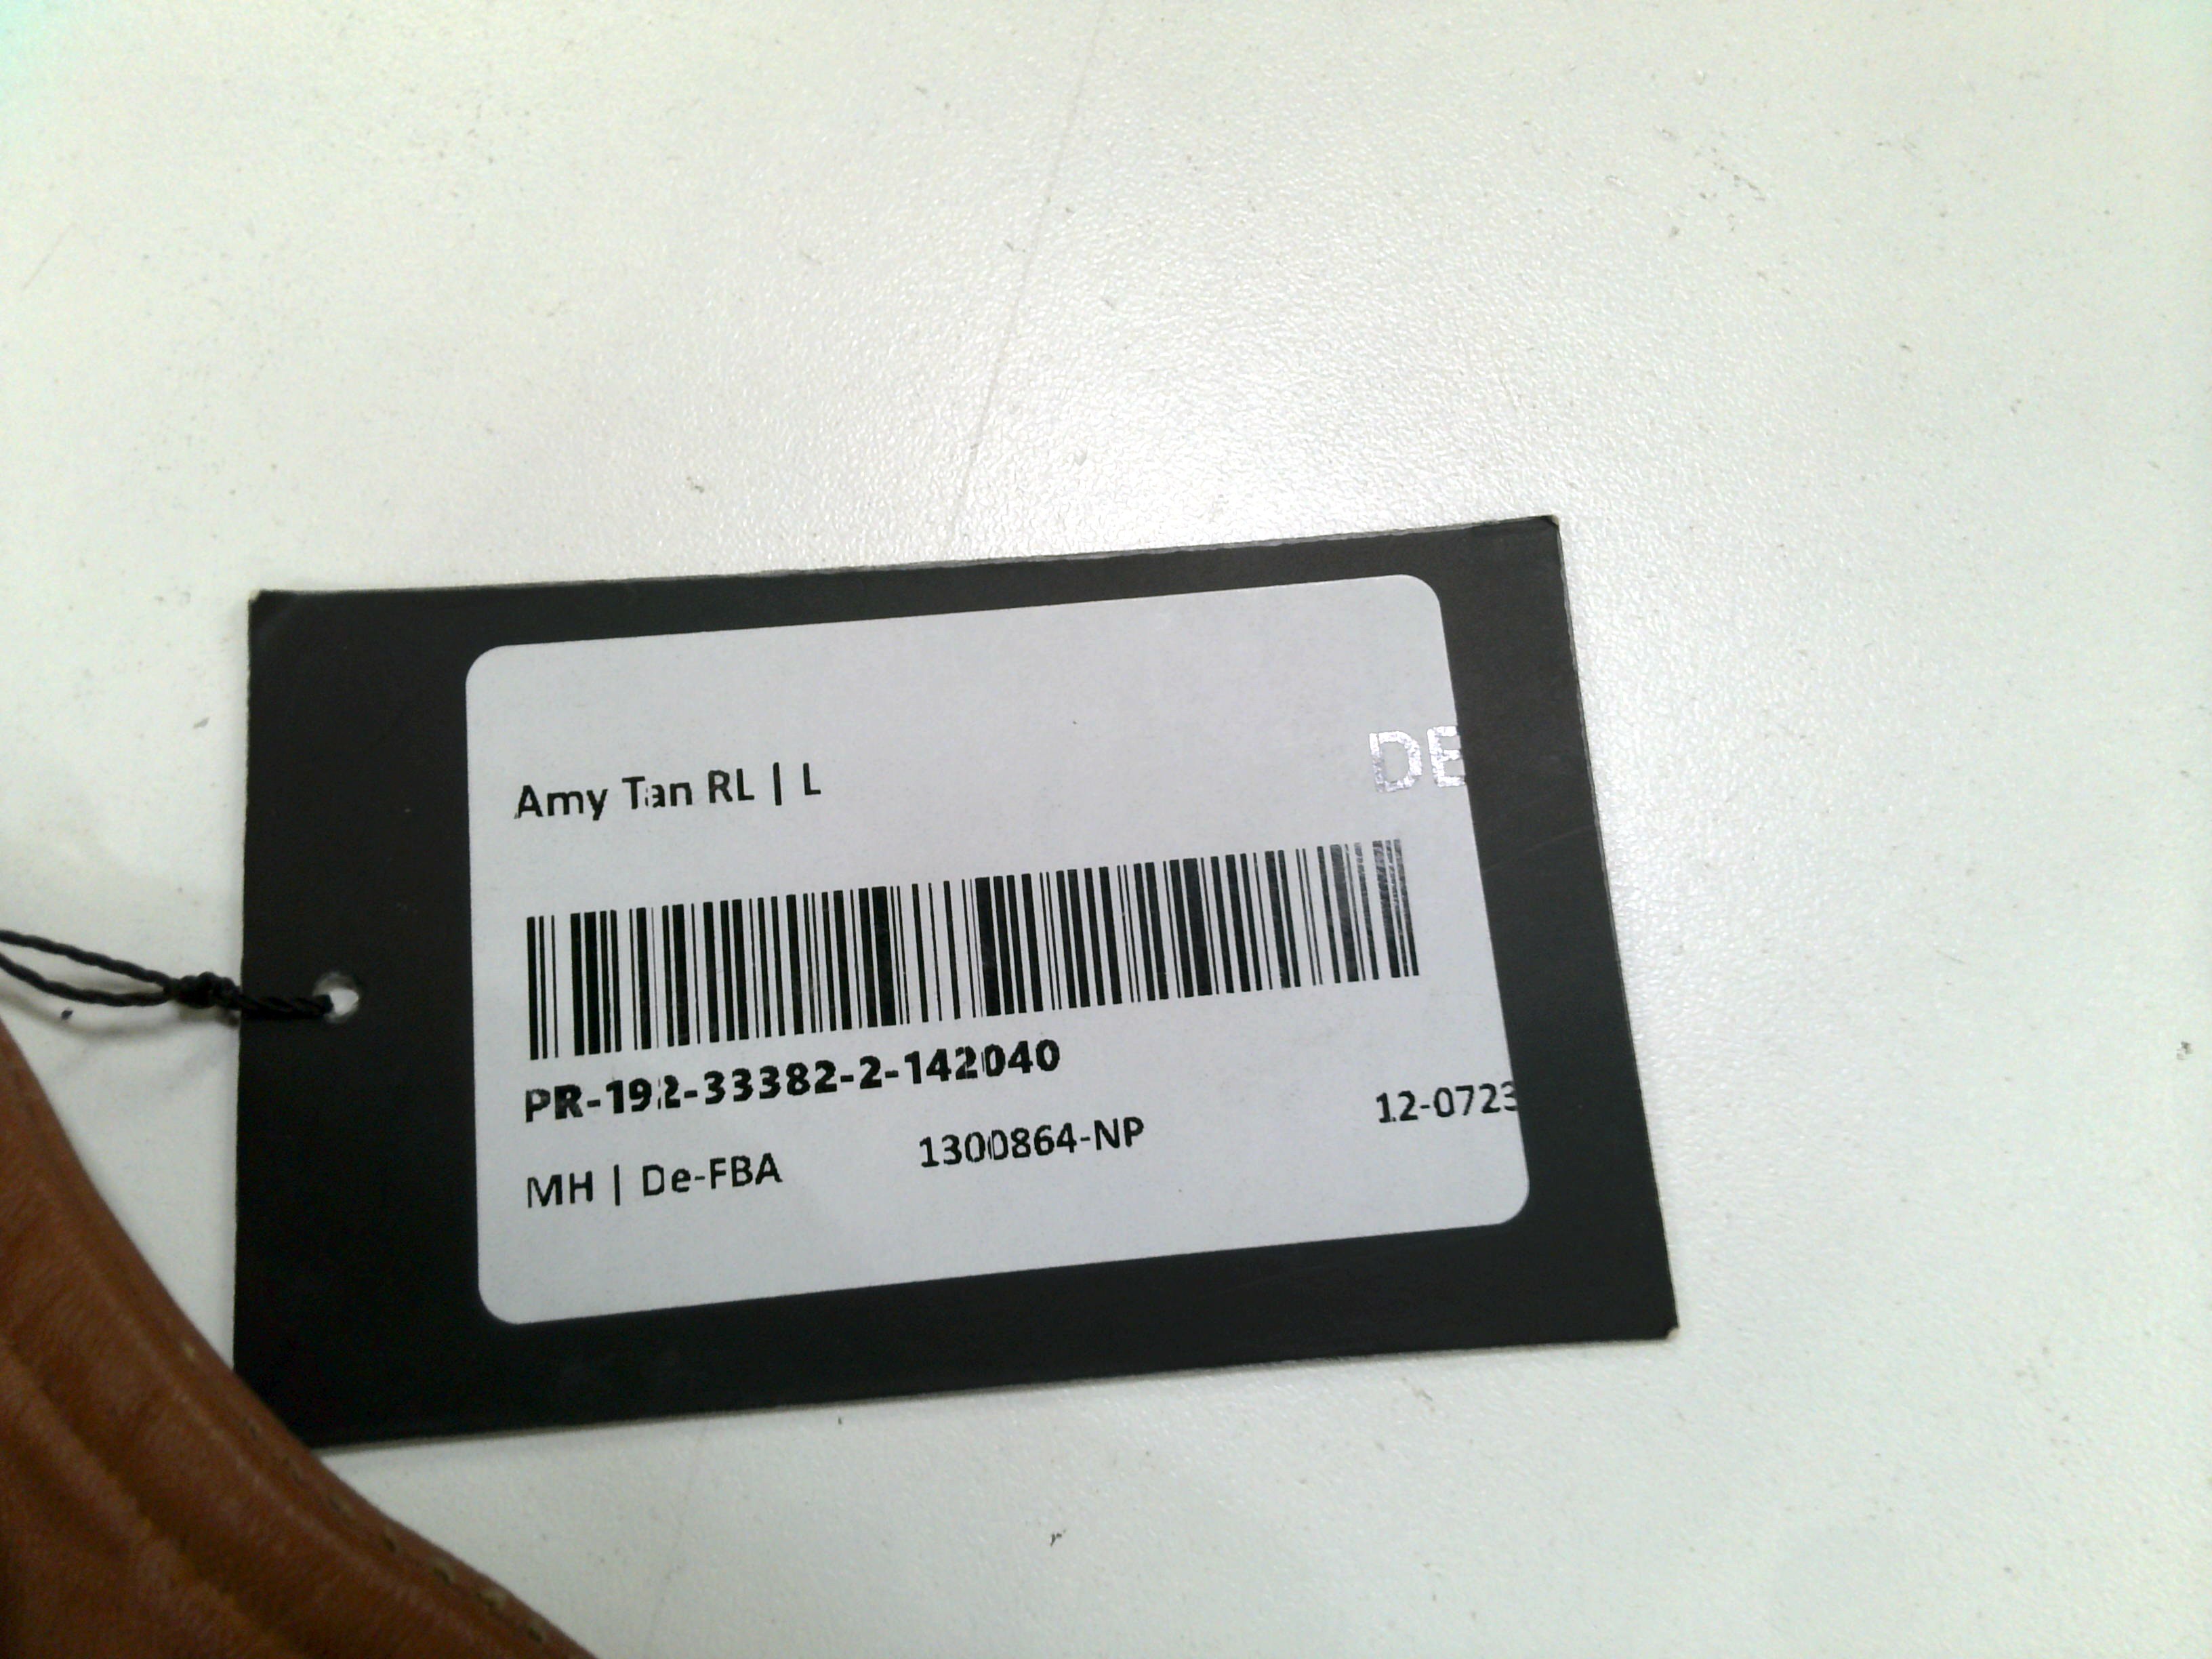 DE
Amy Tan RL | L
PR-192-33382-2-142040
MH | De-FBA 1300864-NP 12-0723